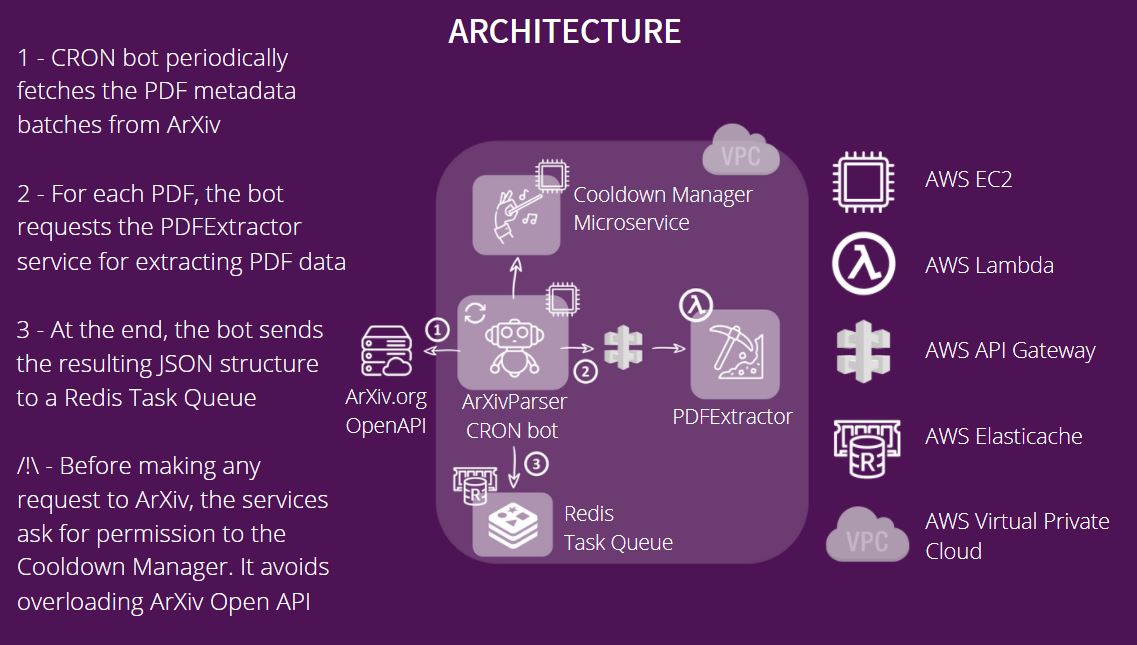 ARCHITECTURE
1 - CRON bot periodically
fetches the PDF metadata
batches from ArXiv
2 - For each PDF, the bot
requests the PDFExtractor
service for extracting PDF data
3 - At the end, the bot sends
the resulting JSON structure
to a Redis Task Queue
/!\ - Before making any
request to ArXiv, the services
ask for permission to the
Cooldown Manager. It avoids
overloading ArXiv Open API
VPC
Cooldown Manager
Microservice
1
2
ArXiv.org
OpenAPI
ArXivParser
CRON bot
λ
PDFExtractor
3
R
Redis
Task Queue
AWS EC2
λ
AWS Lambda
AWS API Gateway
R
AWS Elasticache
VPC
AWS Virtual Private
Cloud